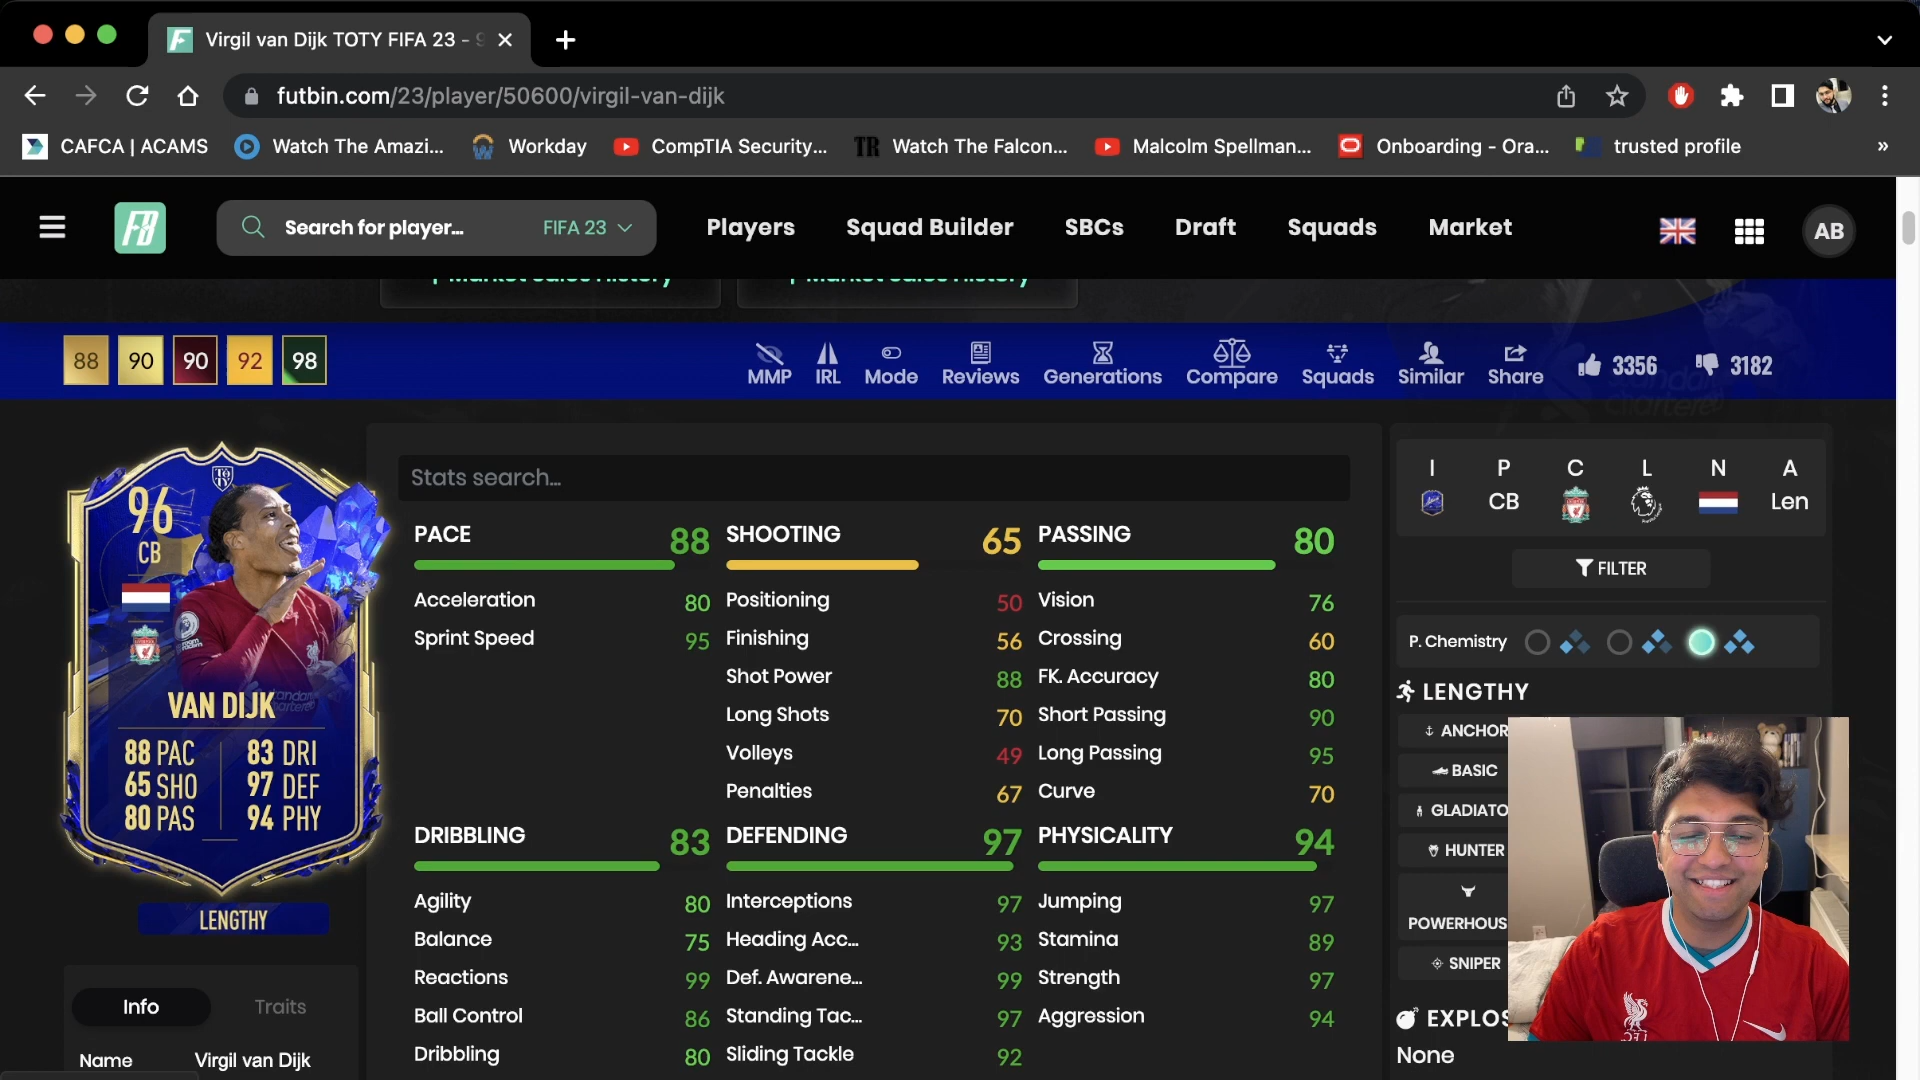 Virgil van Dijk TOTY FIFA 23 -
futbin.com/23/player/50600/virgil-van-dijk
CAFCA | ACAMS
Watch The Amazi...
Workday
CompTIA Security...
TR
Watch The Falcon...
Malcolm Spellman...
Onboarding - Ora...
trusted profile
»
Search for player...
FIFA 23
Players
Squad Builder
SBCs
Draft
Squads
Market
AB
88
90
90
92
98
MMP
IRL
Mode
Reviews
Generations
Compare
Squads
Similar
Share
3356
3182
96
CB
VAN DIJK
88 PAC 83 DRI
65 SHO 97 DEF
80 PAS 94 PHY
LENGTHY
Info
Traits
Name Virgil van Dijk
Stats search...
PACE 88
Acceleration 80
Sprint Speed 95
SHOOTING 65
Positioning 50
Finishing 56
Shot Power 88
Long Shots 70
Volleys 49
Penalties 67
PASSING 80
Vision 76
Crossing 60
FK. Accuracy 80
Short Passing 90
Long Passing 95
Curve 70
DRIBBLING 83
Agility 80
Balance 75
Reactions 99
Ball Control 86
Dribbling 80
DEFENDING 97
Interceptions 97
Heading Acc... 93
Def. Awarene... 99
Standing Tac... 97
Sliding Tackle 92
PHYSICALITY 94
Jumping 97
Stamina 89
Strength 97
Aggression 94
I P C L N A
CB Len
FILTER
P. Chemistry
LENGTHY
ANCHOR
BASIC
GLADIATO
HUNTER
POWERHOUS
SNIPER
EXPLOS
None